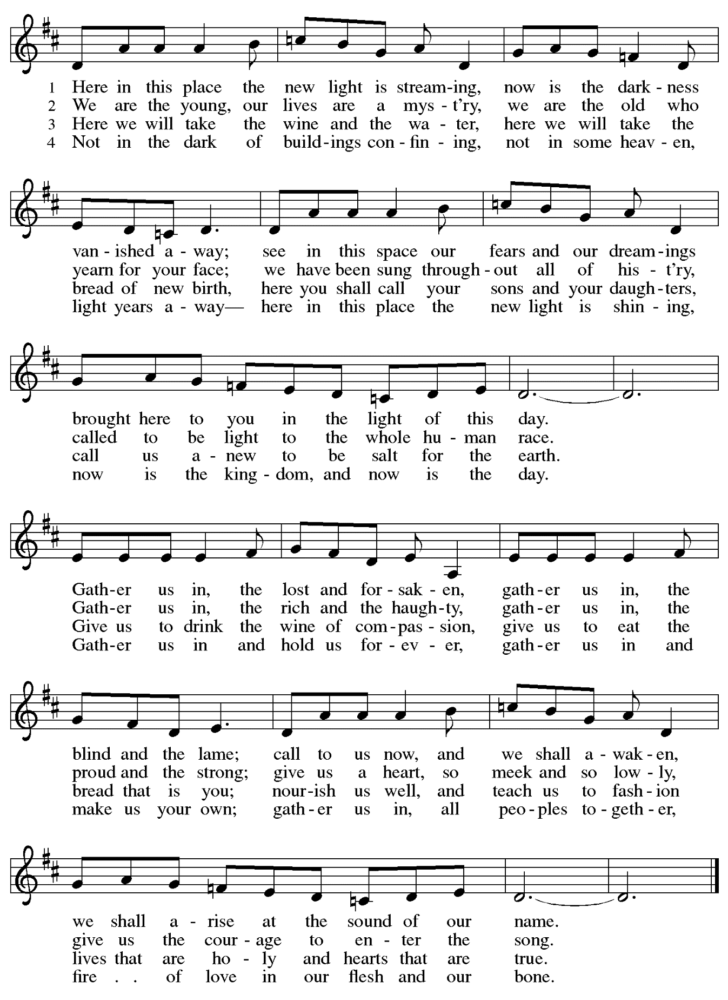 1 Here in this place the new light is stream-ing, now is the dark - ness
2 We are the young, our lives are a mys - t'ry, we are the old who
3 Here we will take the wine and the wa - ter, here we will take the
4 Not in the dark of build-ings con - fin - ing, not in some heav - en,
van - ished a - way; see in this space our fears and our dream-ings
yearn for your face; we have been sung through - out all of his - t'ry,
bread of new birth, here you shall call your sons and your daugh-ters,
light years a - way— here in this place the new light is shin - ing,
brought here to you in the light of this day.
called to be light to the whole hu - man race.
call us a - new to be salt for the earth.
now is the king - dom, and now is the day.
Gath-er us in, the lost and for - sak - en, gath-er us in, the
Gath-er us in, the rich and the haugh-ty, gath-er us in, the
Give us to drink the wine of com-pas - sion, give us to eat the
Gath-er us in and hold us for - ev - er, gath-er us in and
blind and the lame; call to us now, and we shall a - wak - en,
proud and the strong; give us a heart, so meek and so low - ly,
bread that is you; nour-ish us well, and teach us to fash - ion
make us your own; gath - er us in, all peo - ples to - geth - er,
we shall a - rise at the sound of our name.
give us the cour - age to en - ter the song.
lives that are ho - ly and hearts that are true.
fire . . of love in our flesh and our bone.